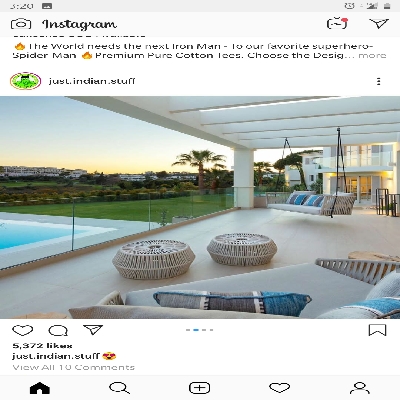 3:20
Instagram
🔥The World needs the next Iron Man - To our favorite superhero-
Spider-Man 🔥Premium Pure Cotton Tees. Choose the Desig... more
just.indian.stuff
5,372 likes
just.indian.stuff 😍
View All 10 Comments